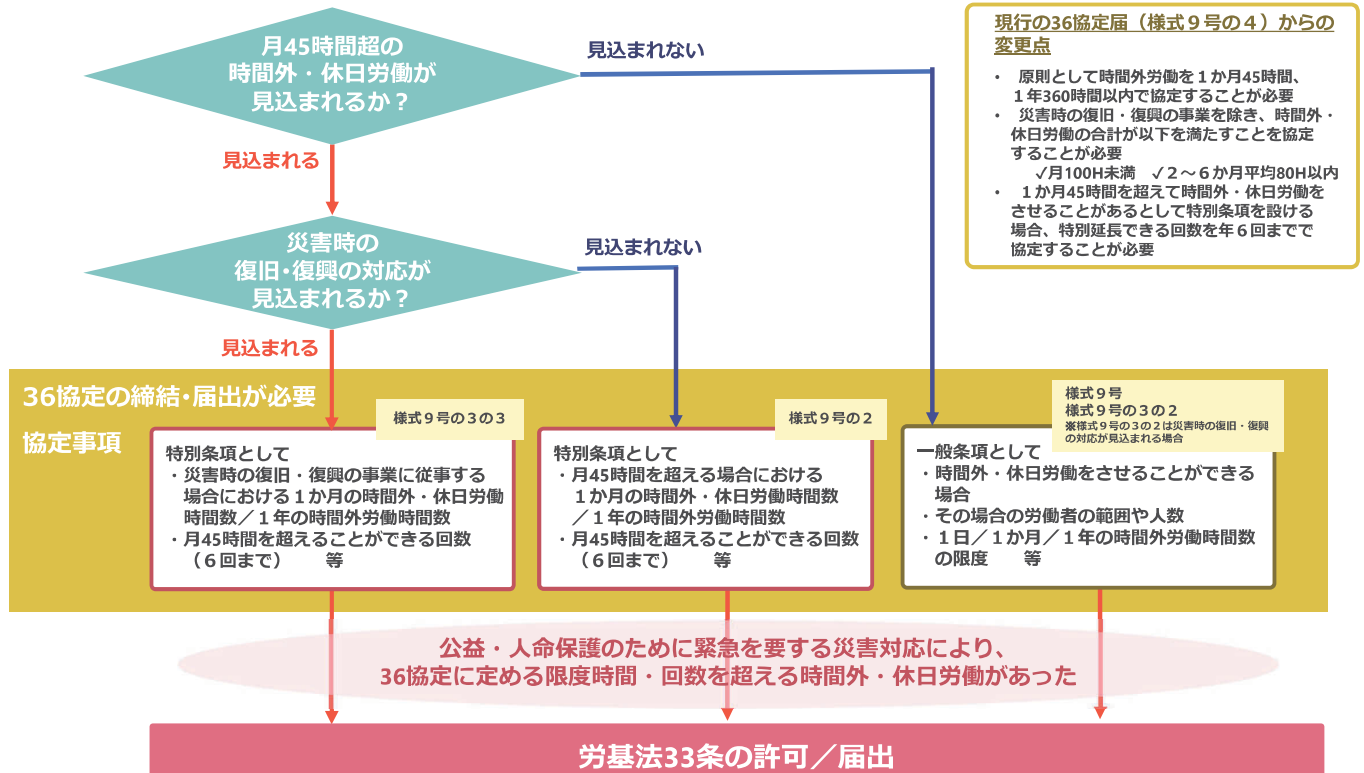 月45時間超の
時間外・休日労働が
見込まれるか？
見込まれない
見込まれる
災害時の
復旧・復興の対応が
見込まれるか？
見込まれない
見込まれる
現行の36協定届（様式９号の４）からの
変更点
・ 原則として時間外労働を１か月45時間、
１年360時間以内で協定することが必要
・ 災害時の復旧・復興の事業を除き、時間外・
休日労働の合計が以下を満たすことを協定
することが必要
✓月100H未満 ✓２～６か月平均80H以内
・ １か月45時間を超えて時間外・休日労働を
させることがあるとして特別条項を設ける
場合、特別延長できる回数を年６回までで
協定することが必要
36協定の締結・届出が必要
協定事項
様式９号の３の３
特別条項として
・災害時の復旧・復興の事業に従事する
場合における１か月の時間外・休日労働
時間数／１年の時間外労働時間数
・月45時間を超えることができる回数
（６回まで） 等
様式９号の２
特別条項として
・月45時間を超える場合における
１か月の時間外・休日労働時間数
／１年の時間外労働時間数
・月45時間を超えることができる回数
（６回まで） 等
様式９号
様式９号の３の２
※様式９号の３の２は災害時の復旧・復興
の対応が見込まれる場合
一般条項として
・時間外・休日労働をさせることができる
場合
・その場合の労働者の範囲や人数
・１日／１か月／１年の時間外労働時間数
の限度 等
公益・人命保護のために緊急を要する災害対応により、
36協定に定める限度時間・回数を超える時間外・休日労働があった
労基法33条の許可／届出